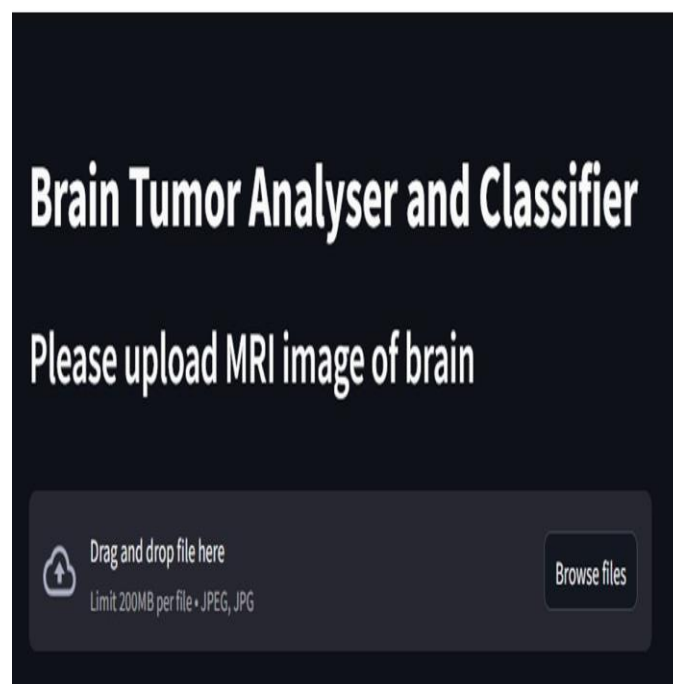 Brain Tumor Analyser and Classifier
Please upload MRI image of brain
Drag and drop file here
Limit 200MB per file • JPEG, JPG
Browse files